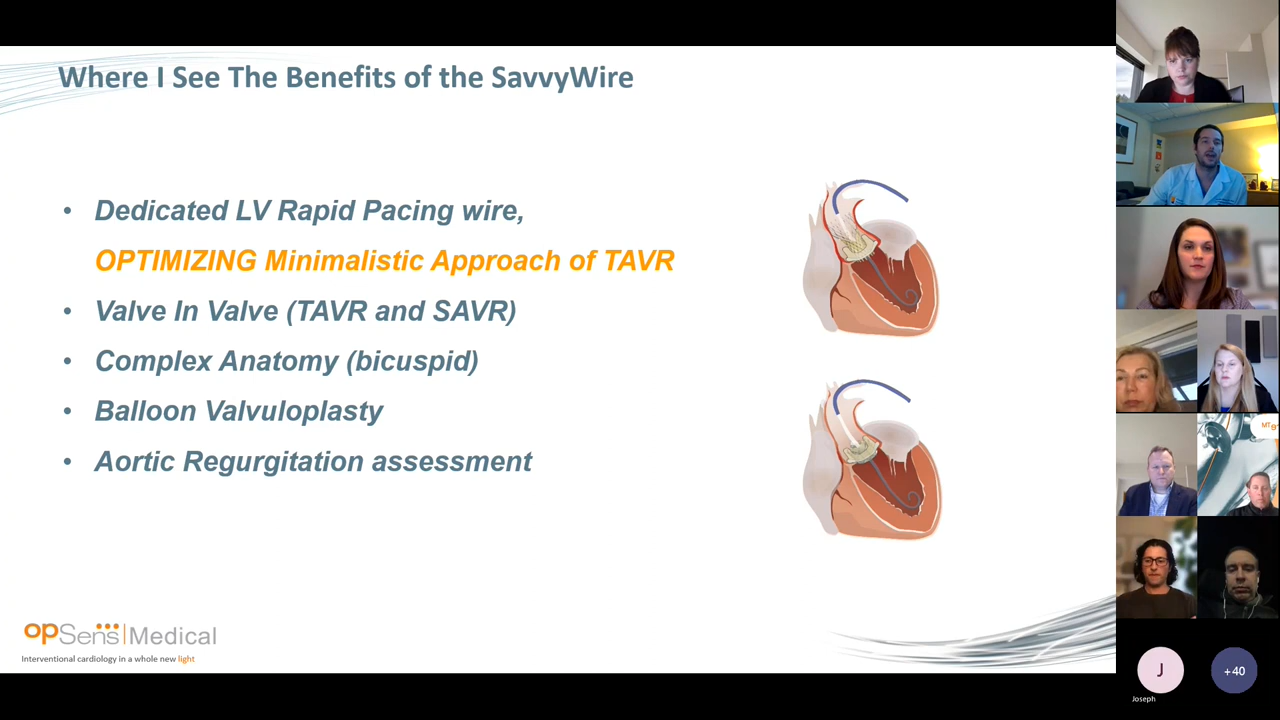 Where I See The Benefits of the SavvyWire
• Dedicated LV Rapid Pacing wire,
OPTIMIZING Minimalistic Approach of TAVR
• Valve In Valve (TAVR and SAVR)
• Complex Anatomy (bicuspid)
• Balloon Valvuloplasty
• Aortic Regurgitation assessment
opSens|Medical
Interventional cardiology in a whole new light
J
Joseph
+40